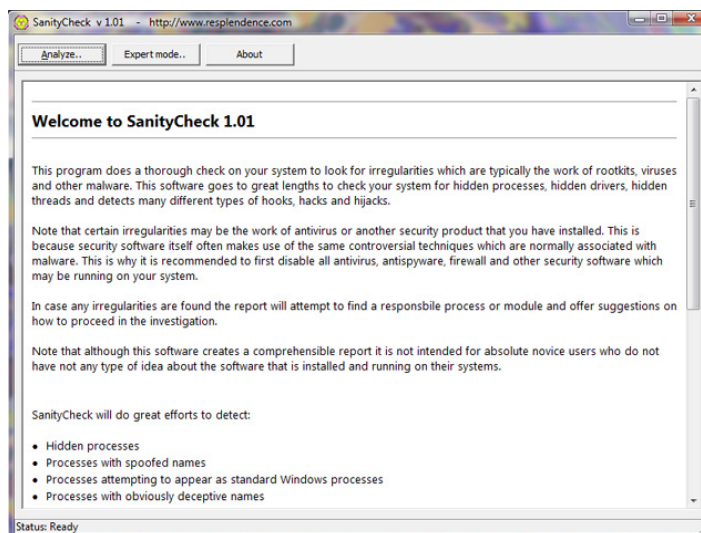 SanityCheck v 1.01 - http://www.resplendence.com
Analyze.. Expert mode.. About
Welcome to SanityCheck 1.01
This program does a thorough check on your system to look for irregularities which are typically the work of rootkits, viruses
and other malware. This software goes to great lengths to check your system for hidden processes, hidden drivers, hidden
threads and detects many different types of hooks, hacks and hijacks.
Note that certain irregularities may be the work of antivirus or another security product that you have installed. This is
because security software itself often makes use of the same controversial techniques which are normally associated with
malware. This is why it is recommended to first disable all antivirus, antispyware, firewall and other security software which
may be running on your system.
In case any irregularities are found the report will attempt to find a responsbile process or module and offer suggestions on
how to proceed in the investigation.
Note that although this software creates a comprehensible report it is not intended for absolute novice users who do not
have not any type of idea about the software that is installed and running on their systems.
SanityCheck will do great efforts to detect:
• Hidden processes
• Processes with spoofed names
• Processes attempting to appear as standard Windows processes
• Processes with obviously deceptive names
Status: Ready